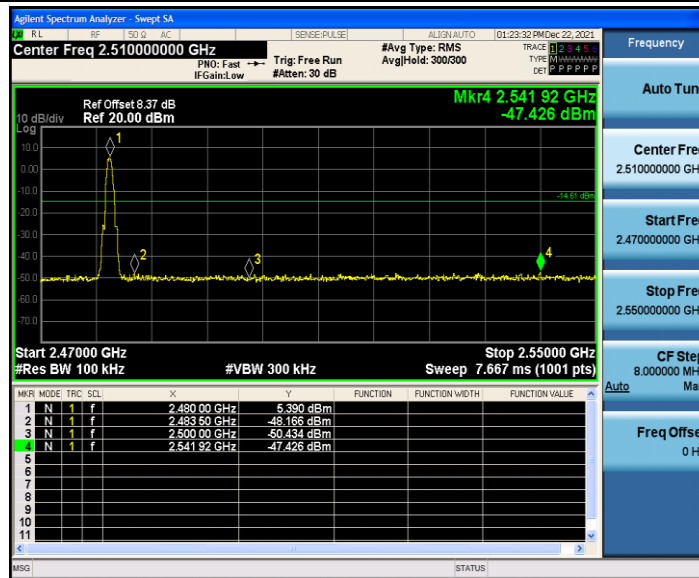 Agilent Spectrum Analyzer - Swept SA
RL RF 50 Ω AC SENSE:PULSE ALIGN AUTO 01:23:32 PM Dec 22, 2021
Center Freq 2.510000000 GHz
PNO: Fast Trig: Free Run
IFGain:Low #Atten: 30 dB
#Avg Type: RMS
Avg|Hold: 300/300
TRACE 1 2 3 4 5 6
TYPE M
DET P P P P P P
Frequency
Auto Tun
Center Fre
2.510000000 GH
Start Fre
2.470000000 GH
Stop Fre
2.550000000 GH
CF Ste
8.000000 MH
Auto Ma
Freq Offse
0 H
Mkr4 2.541 92 GHz
-47.426 dBm
Ref Offset 8.37 dB
10 dB/div Ref 20.00 dBm
Log
10.0
0.00
-10.0
-20.0
-30.0
-40.0
-50.0
-60.0
-70.0
1
2
3
4
-14.61 dBm
Start 2.47000 GHz Stop 2.55000 GHz
#Res BW 100 kHz #VBW 300 kHz Sweep 7.667 ms (1001 pts)
MKR MODE TRC SCL X Y FUNCTION FUNCTION WIDTH FUNCTION VALUE
1 N 1 f 2.480 00 GHz 5.390 dBm
2 N 1 f 2.483 50 GHz -48.166 dBm
3 N 1 f 2.500 00 GHz -50.434 dBm
4 N 1 f 2.541 92 GHz -47.426 dBm
5
6
7
8
9
10
11
MSG STATUS